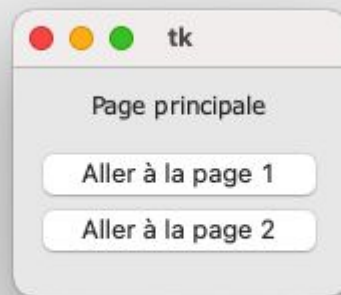 tk
Page principale
Aller à la page 1
Aller à la page 2